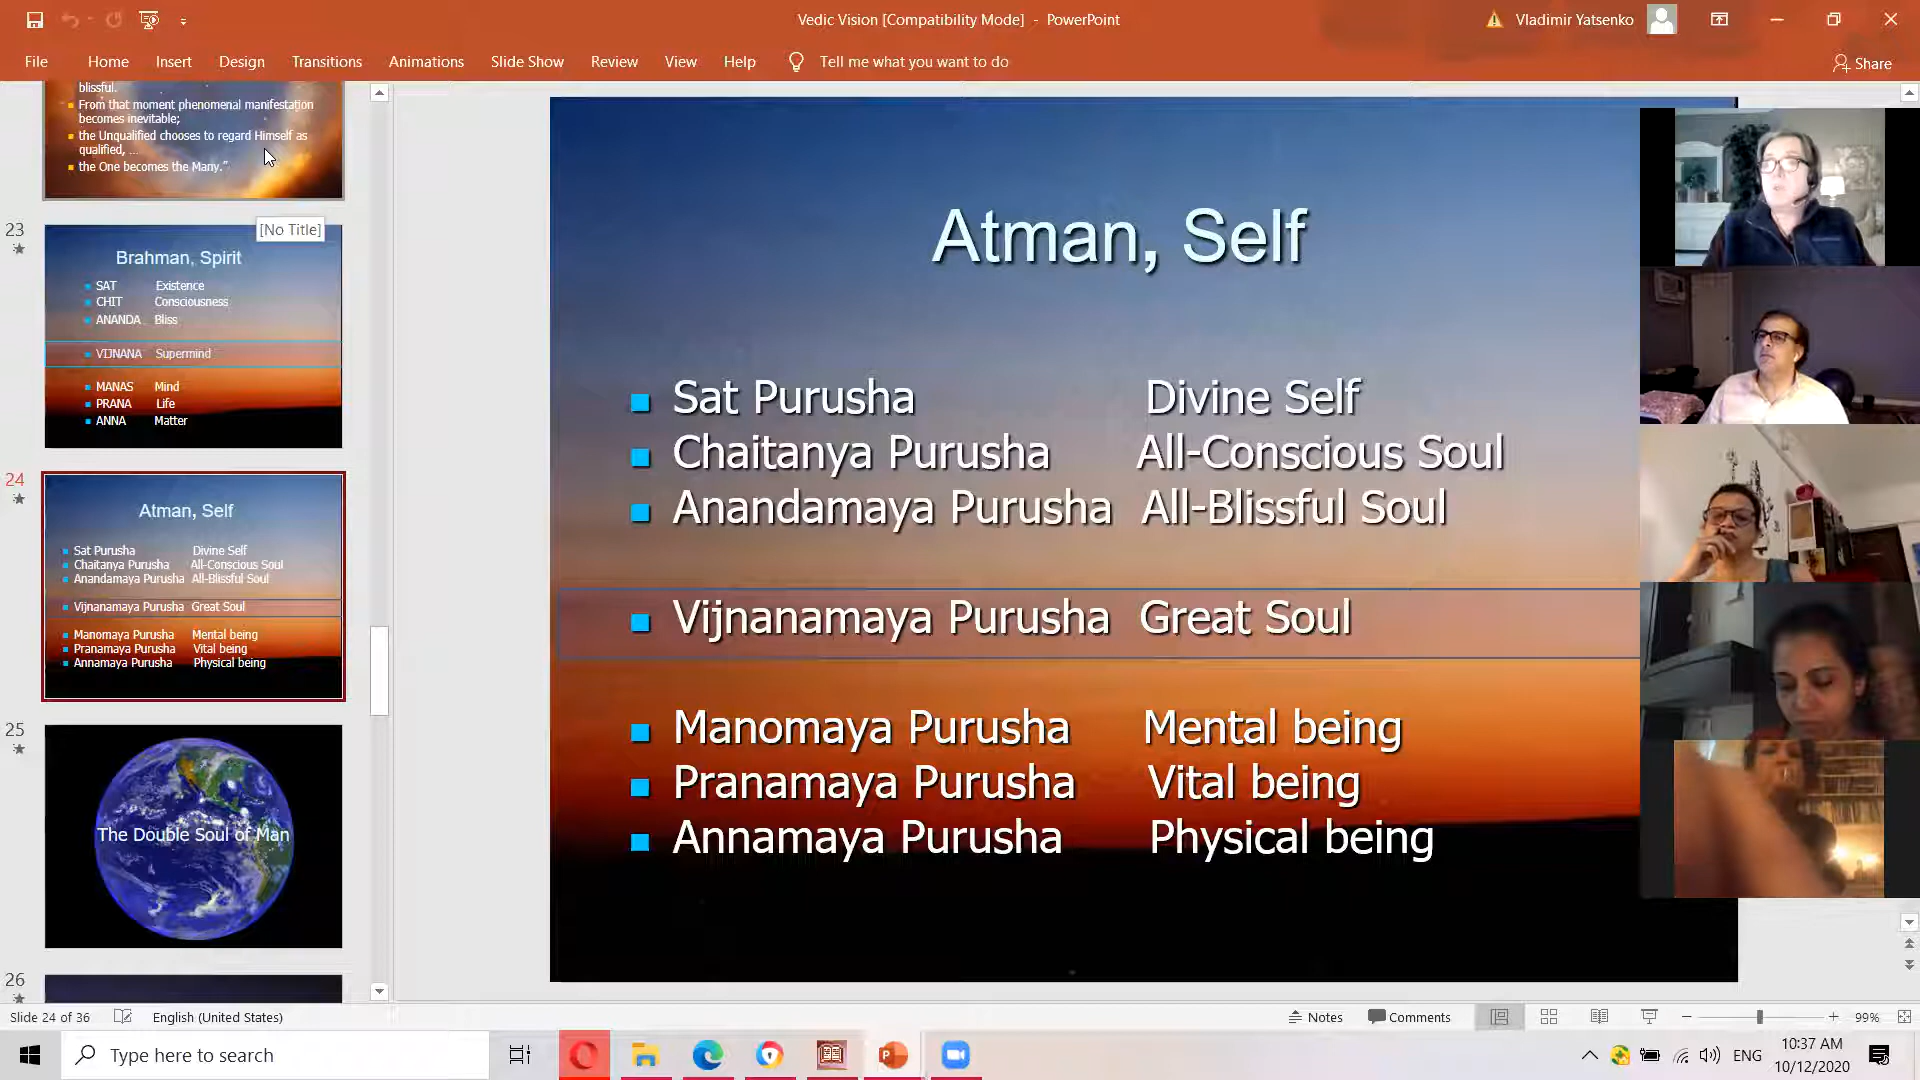 Vedic Vision [Compatibility Mode] - PowerPoint
Vladimir Yatsenko
File Home Insert Design Transitions Animations Slide Show Review View Help Tell me what you want to do
Share
blissful.
From that moment phenomenal manifestation
becomes inevitable;
the Unqualified chooses to regard Himself as
qualified, ...
the One becomes the Many."
[No Title]
23
Brahman, Spirit
SAT Existence
CHIT Consciousness
ANANDA Bliss
VIJNANA Supermind
MANAS Mind
PRANA Life
ANNA Matter
24
Atman, Self
Sat Purusha Divine Self
Chaitanya Purusha All-Conscious Soul
Anandamaya Purusha All-Blissful Soul
Vijnanamaya Purusha Great Soul
Manomaya Purusha Mental being
Pranamaya Purusha Vital being
Annamaya Purusha Physical being
25
The Double Soul of Man
26
Atman, Self
Sat Purusha Divine Self
Chaitanya Purusha All-Conscious Soul
Anandamaya Purusha All-Blissful Soul
Vijnanamaya Purusha Great Soul
Manomaya Purusha Mental being
Pranamaya Purusha Vital being
Annamaya Purusha Physical being
Slide 24 of 36 English (United States) Notes Comments 99%
Type here to search
ENG
10:37 AM
10/12/2020